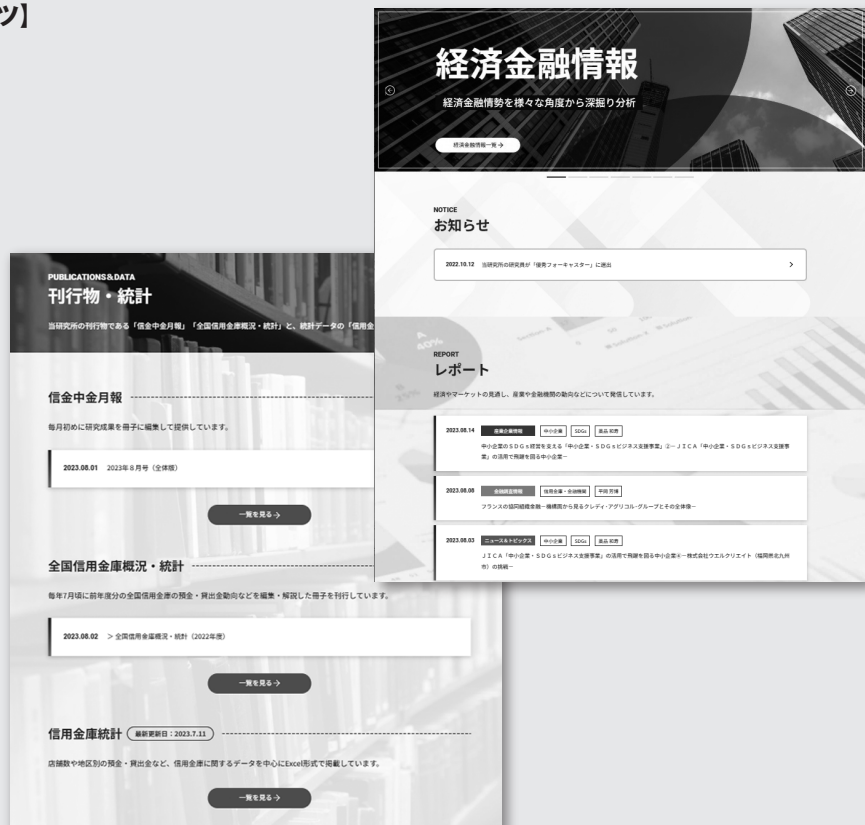 ツ】
経済金融情報
経済金融情勢を様々な角度から深掘り分析
経済金融情報一覧→
NOTICE
お知らせ
2022.10.12 当研究所の研究員が「優秀フォーキャスター」に選出
REPORT
レポート
経済やマーケットの見通し、産業や金融機関の動向などについて発信しています。
2023.08.14 産業企業情報 中小企業 SDGs 高品 和寿
中小企業のSDGs経営を支える「中小企業・SDGsビジネス支援事業」②－JICA「中小企業・SDGsビジネス支援事
業」の活用で飛躍を図る中小企業－
2023.08.08 金融調査情報 信用金庫・金融機関 平岡 芳博
フランスの協同組織金融－機構面から見るクレディ・アグリコル・グループとその全体像－
2023.08.03 ニュース&トピックス 中小企業 SDGs 高品 和寿
JICA「中小企業・SDGsビジネス支援事業」の活用で飛躍を図る中小企業④－株式会社ウエルクリエイト（福岡県北九州
市）の挑戦－
PUBLICATIONS&DATA
刊行物・統計
当研究所の刊行物である「信金中金月報」「全国信用金庫概況・統計」と、統計データの「信用金
信金中金月報
毎月初めに研究成果を冊子に編集して提供しています。
2023.08.01 2023年８月号（全体版）
一覧を見る→
全国信用金庫概況・統計
毎年7月頃に前年度分の全国信用金庫の預金・貸出金動向などを編集・解説した冊子を刊行しています。
2023.08.02 ＞全国信用金庫概況・統計（2022年度）
一覧を見る→
信用金庫統計 最新更新日：2023.7.11
店舗数や地区別の預金・貸出金など、信用金庫に関するデータを中心にExcel形式で掲載しています。
一覧を見る→